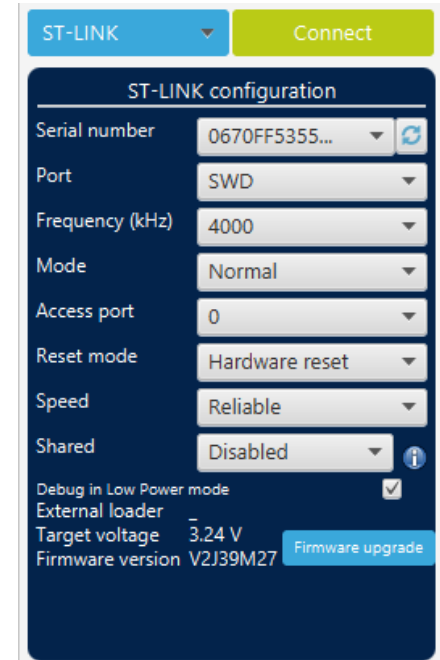 ST-LINK Connect
ST-LINK configuration
Serial number 0670FF5355...
Port SWD
Frequency (kHz) 4000
Mode Normal
Access port 0
Reset mode Hardware reset
Speed Reliable
Shared Disabled
Debug in Low Power mode
External loader _
Target voltage 3.24 V
Firmware version V2J39M27 Firmware upgrade